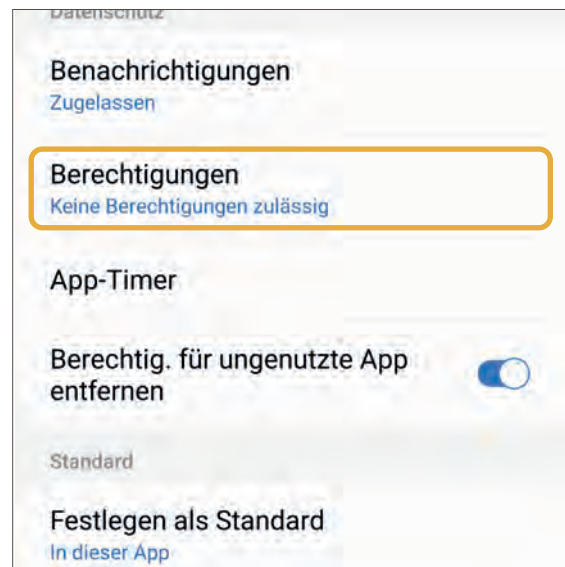 Datenschutz
Benachrichtigungen
Zugelassen
Berechtigungen
Keine Berechtigungen zulässig
App-Timer
Berechtig. für ungenutzte App
entfernen
Standard
Festlegen als Standard
In dieser App